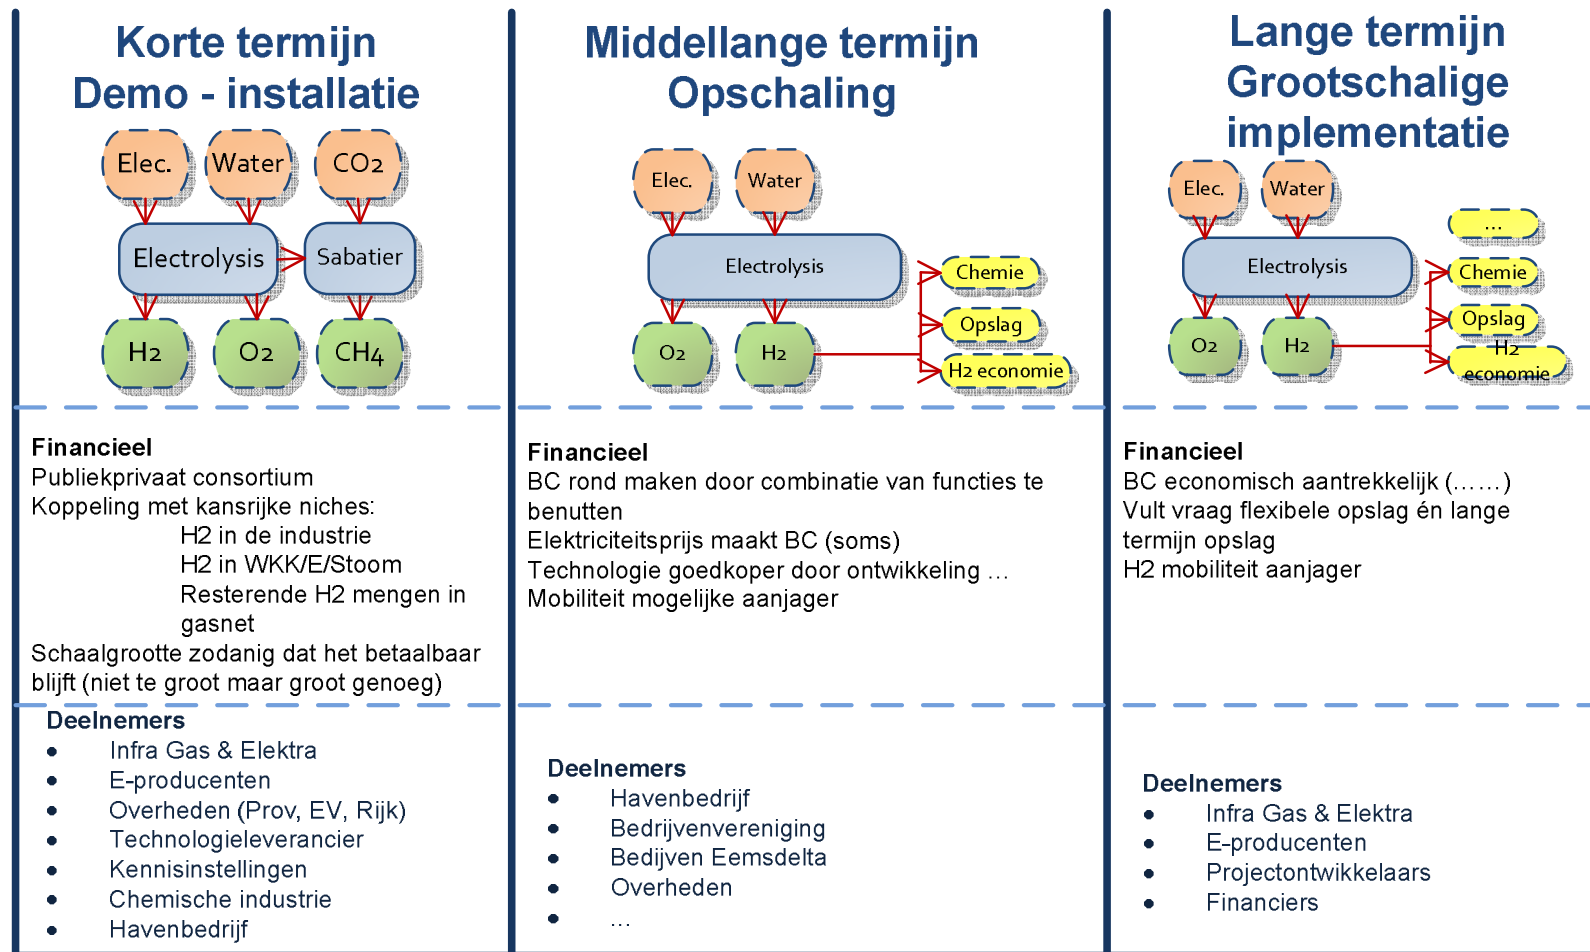 Korte termijn
Demo - installatie
Elec.
Water
CO2
Electrolysis
Sabatier
H2
O2
CH4
Financieel
Publiekprivaat consortium
Koppeling met kansrijke niches:
H2 in de industrie
H2 in WKK/E/Stoom
Resterende H2 mengen in
gasnet
Schaalgrootte zodanig dat het betaalbaar
blijft (niet te groot maar groot genoeg)
Deelnemers
• Infra Gas & Elektra
• E-producenten
• Overheden (Prov, EV, Rijk)
• Technologieleverancier
• Kennisinstellingen
• Chemische industrie
• Havenbedrijf
Middellange termijn
Opschaling
Elec.
Water
Electrolysis
Chemie
Opslag
O2
H2
H2 economie
Financieel
BC rond maken door combinatie van functies te
benutten
Elektriciteitsprijs maakt BC (soms)
Technologie goedkoper door ontwikkeling ...
Mobiliteit mogelijke aanjager
Deelnemers
• Havenbedrijf
• Bedrijvenvereniging
• Bedijven Eemsdelta
• Overheden
• ...
Lange termijn
Grootschalige
implementatie
Elec.
Water
...
Electrolysis
Chemie
Opslag
O2
H2
H2
economie
Financieel
BC economisch aantrekkelijk (......)
Vult vraag flexibele opslag én lange
termijn opslag
H2 mobiliteit aanjager
Deelnemers
• Infra Gas & Elektra
• E-producenten
• Projectontwikkelaars
• Financiers